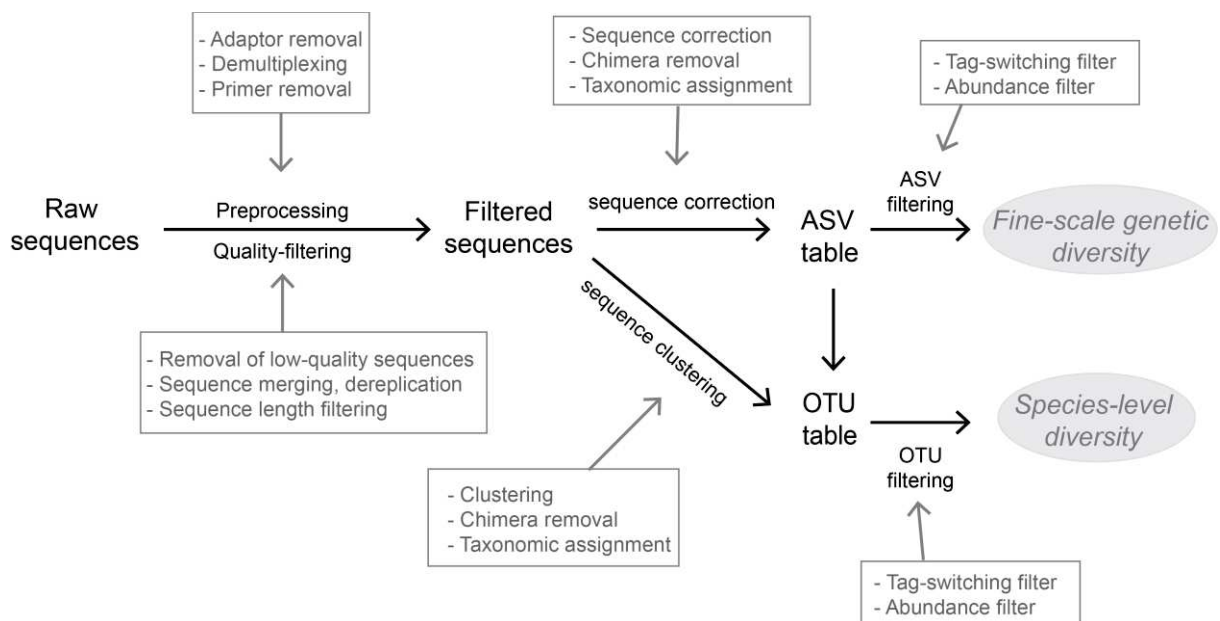 - Adaptor removal
- Demultiplexing
- Primer removal
- Sequence correction
- Chimera removal
- Taxonomic assignment
- Tag-switching filter
- Abundance filter
Raw
sequences
Preprocessing
Quality-filtering
Filtered
sequences
sequence correction
ASV
table
ASV
filtering
Fine-scale genetic
diversity
- Removal of low-quality sequences
- Sequence merging, dereplication
- Sequence length filtering
sequence clustering
OTU
table
OTU
filtering
Species-level
diversity
- Clustering
- Chimera removal
- Taxonomic assignment
- Tag-switching filter
- Abundance filter